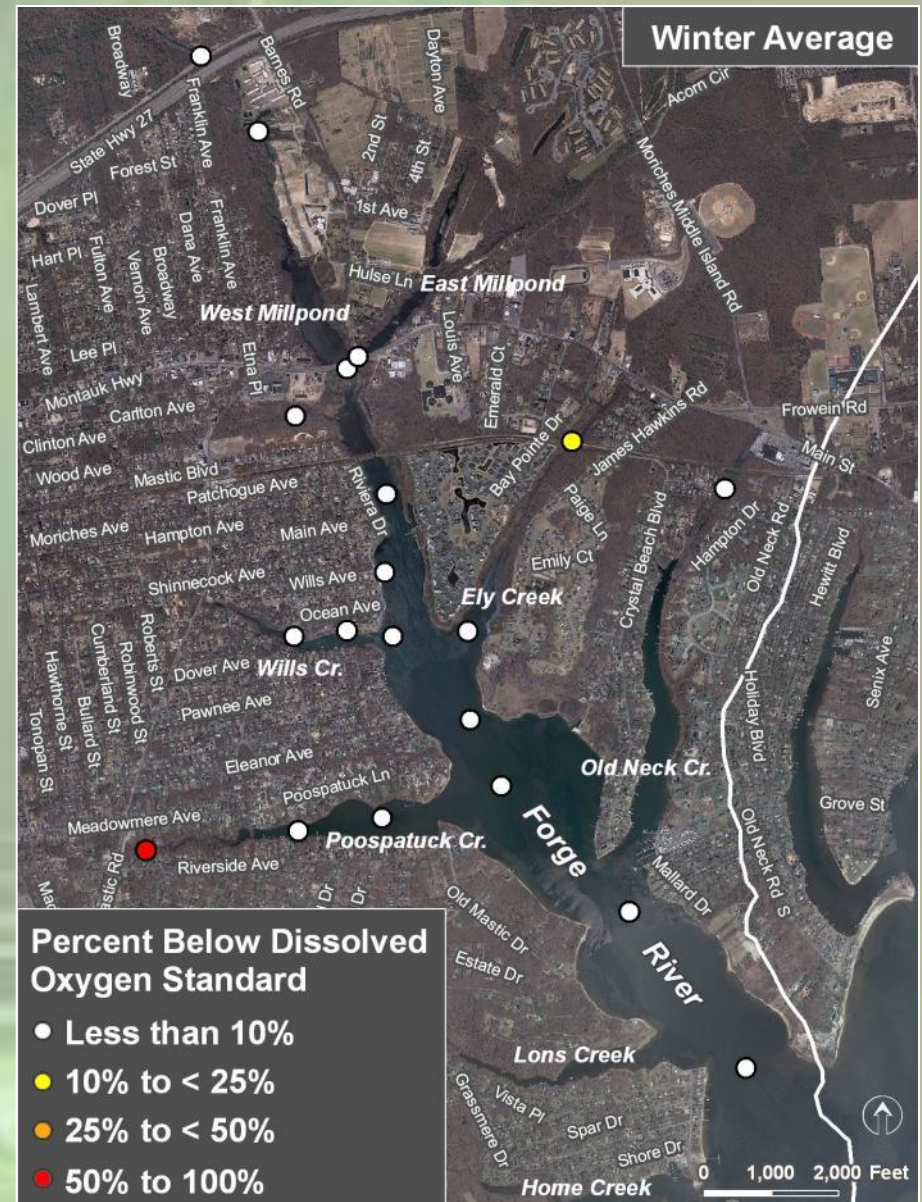 Winter Average
Broadway
Franklin Ave
Barnes Rd
Dayton Ave
Acorn Cir
State Hwy 27
2nd St
4th St
Moriches Middle Island Rd
Forest St
Dover Pl
1st Ave
Hart Pl
Fulton Ave
Vernon Ave
Broadway
Dana Ave
Franklin Ave
Hulse Ln
East Millpond
Lambert Ave
West Millpond
Lee Pl
Etna Pl
Louis Ave
Emerald Ct
Montauk Hwy
Carlton Ave
Frowein Rd
Clinton Ave
Bay Pointe Dr
James Hawkins Rd
Main St
Wood Ave
Mastic Blvd
Patchogue Ave
Riviera Dr
Paige Ln
Moriches Ave
Hampton Ave
Main Ave
Crystal Beach Blvd
Hampton Dr
Old Neck Rd
Hewitt Blvd
Emily Ct
Shinnecock Ave
Wills Ave
Ocean Ave
Ely Creek
Hawthorne St
Cumberland St
Robinwood St
Roberts St
Dover Ave
Wills Cr.
Tonopan St
Bullard St
Pawnee Ave
Senix Ave
Holiday Blvd
Eleanor Ave
Old Neck Cr.
Poospatuck Ln
Meadowmere Ave
Poospatuck Cr.
Grove St
Riverside Ave
Forge
River
Old Neck Rd S
Mallard Dr
astic Rd
Dr
Old Mastic Dr
Estate Dr
Percent Below Dissolved
Oxygen Standard
Less than 10%
10% to < 25%
25% to < 50%
50% to 100%
Lons Creek
Grassmere Dr
Vista Pl
Spar Dr
Shore Dr
Home Creek
0 1,000 2,000 Feet